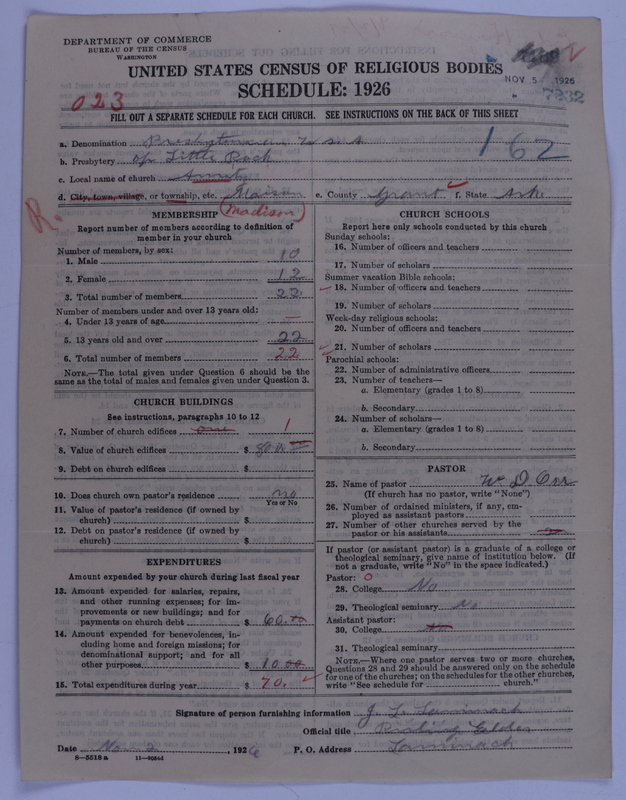 DEPARTMENT OF COMMERCE
BUREAU OF THE CENSUS
WASHINGTON
UNITED STATES CENSUS OF RELIGIOUS BODIES
NOV 5 1926
SCHEDULE: 1926
7332
023
FILL OUT A SEPARATE SCHEDULE FOR EACH CHURCH. SEE INSTRUCTIONS ON THE BACK OF THIS SHEET
a. Denomination Presbyterian U S A
162
b. Presbytery of Little Rock
c. Local name of church
d. City, town, village, or township, etc. e. County Grant f. State Ark.
R.
(Madison)
MEMBERSHIP
Report number of members according to definition of member in your church
Number of members, by sex:
1. Male 10
2. Female 12
3. Total number of members 22
Number of members under and over 13 years old:
4. Under 13 years of age —
5. 13 years old and over 22
6. Total number of members 22
NOTE.—The total given under Question 6 should be the
same as the total of males and females given under Question 3.
CHURCH BUILDINGS
See instructions, paragraphs 10 to 12
7. Number of church edifices one 1
8. Value of church edifices $ 800
9. Debt on church edifices $
10. Does church own pastor's residence no
Yes or No
11. Value of pastor's residence (if owned by
church) $
12. Debt on pastor's residence (if owned by
church) $
EXPENDITURES
Amount expended by your church during last fiscal year
13. Amount expended for salaries, repairs,
and other running expenses; for im-
provements or new buildings; and for
payments on church debt $ 60.00
14. Amount expended for benevolences, in-
cluding home and foreign missions; for
denominational support; and for all
other purposes $ 10.00
15. Total expenditures during year $ 70.
CHURCH SCHOOLS
Report here only schools conducted by this church
Sunday schools:
16. Number of officers and teachers
17. Number of scholars
Summer vacation Bible schools:
18. Number of officers and teachers
19. Number of scholars
Week-day religious schools:
20. Number of officers and teachers
21. Number of scholars
Parochial schools:
22. Number of administrative officers
23. Number of teachers—
a. Elementary (grades 1 to 8)
b. Secondary
24. Number of scholars—
a. Elementary (grades 1 to 8)
b. Secondary
PASTOR
25. Name of pastor W. D. Orr
(If church has no pastor, write "None")
26. Number of ordained ministers, if any, em-
ployed as assistant pastors
27. Number of other churches served by the
pastor or his assistants
If pastor (or assistant pastor) is a graduate of a college or
theological seminary, give name of institution below. (If
not a graduate, write "No" in the space indicated.)
Pastor: 0
28. College No
29. Theological seminary No
Assistant pastor:
30. College
31. Theological seminary
NOTE.—Where one pastor serves two or more churches,
Questions 28 and 29 should be answered only on the schedule
for one of the churches; on the schedules for the other churches,
write "See schedule for church."
Signature of person furnishing information J. L. Lammach
Official title Ruling Elder
Date Nov 2, 1926 P. O. Address
8—5518 a 11—9046d